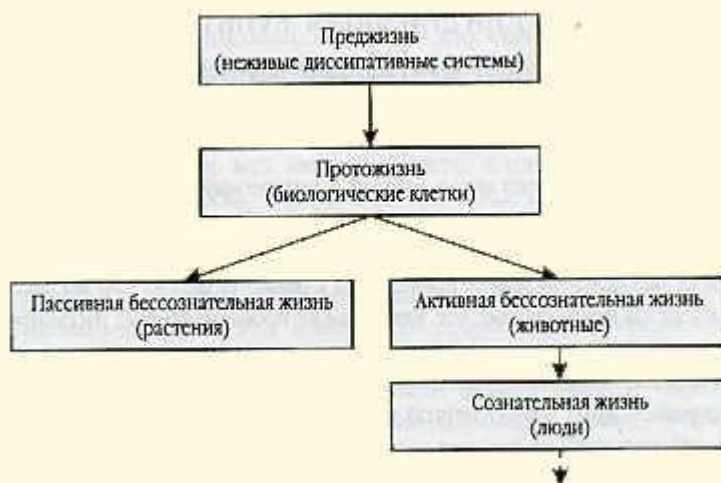 Преджизнь
(неживые диссипативные системы)
Протожизнь
(биологические клетки)
Пассивная бессознательная жизнь
(растения)
Активная бессознательная жизнь
(животные)
Сознательная жизнь
(люди)